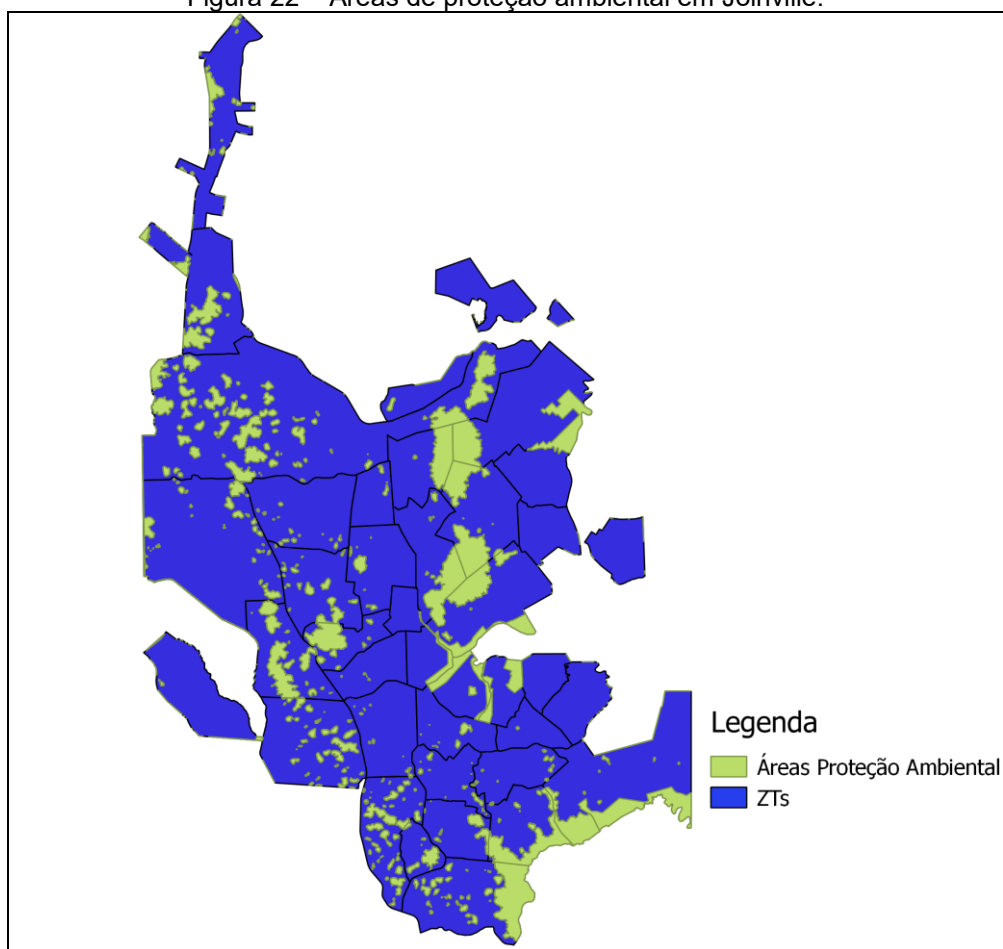 Figura 22 – Áreas de proteção ambiental em Joinville.
Legenda
Áreas Proteção Ambiental
ZTs